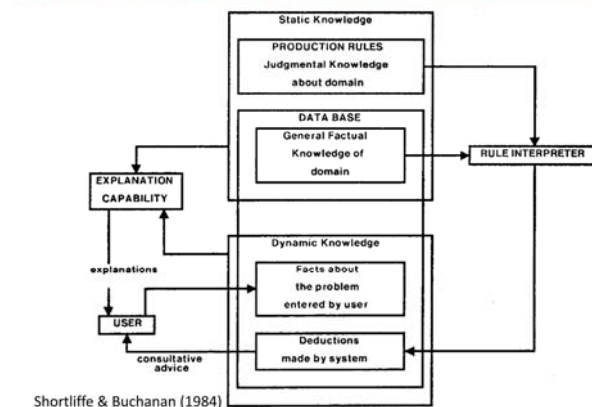 Static Knowledge
PRODUCTION RULES
Judgmental Knowledge
about domain
DATA BASE
General Factual
Knowledge of
domain
RULE INTERPRETER
EXPLANATION
CAPABILITY
Dynamic Knowledge
explanations
Facts about
the problem
entered by user
USER
Deductions
made by system
consultative
advice
Shortliffe & Buchanan (1984)